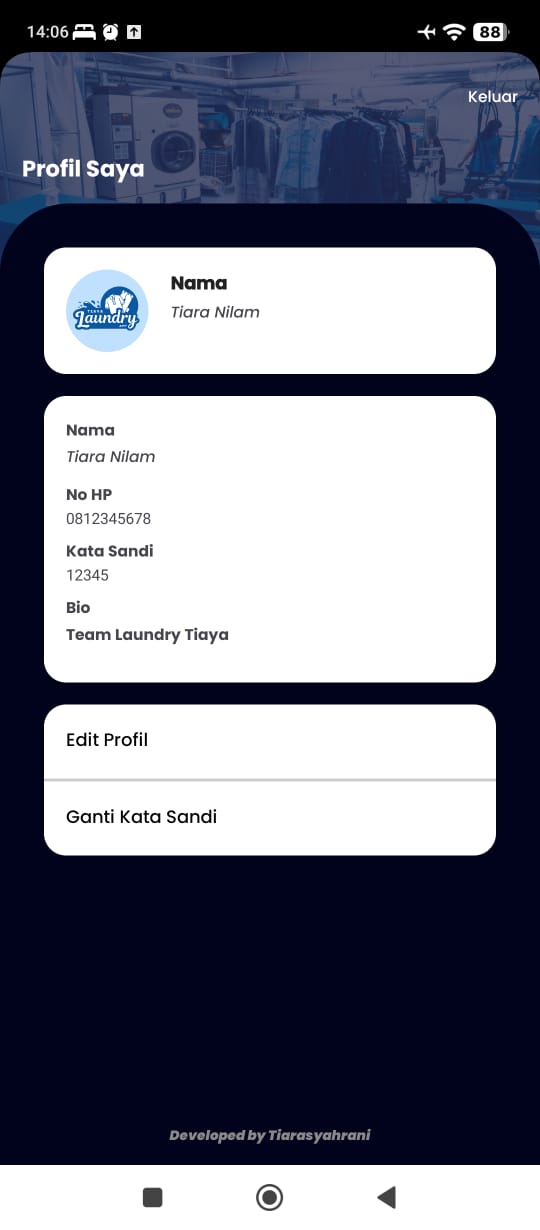 14:06
88
Keluar
Profil Saya
TIAYA
Laundry
Nama
Tiara Nilam
Nama
Tiara Nilam
No HP
0812345678
Kata Sandi
12345
Bio
Team Laundry Tiaya
Edit Profil
Ganti Kata Sandi
Developed by Tiarasyahrani